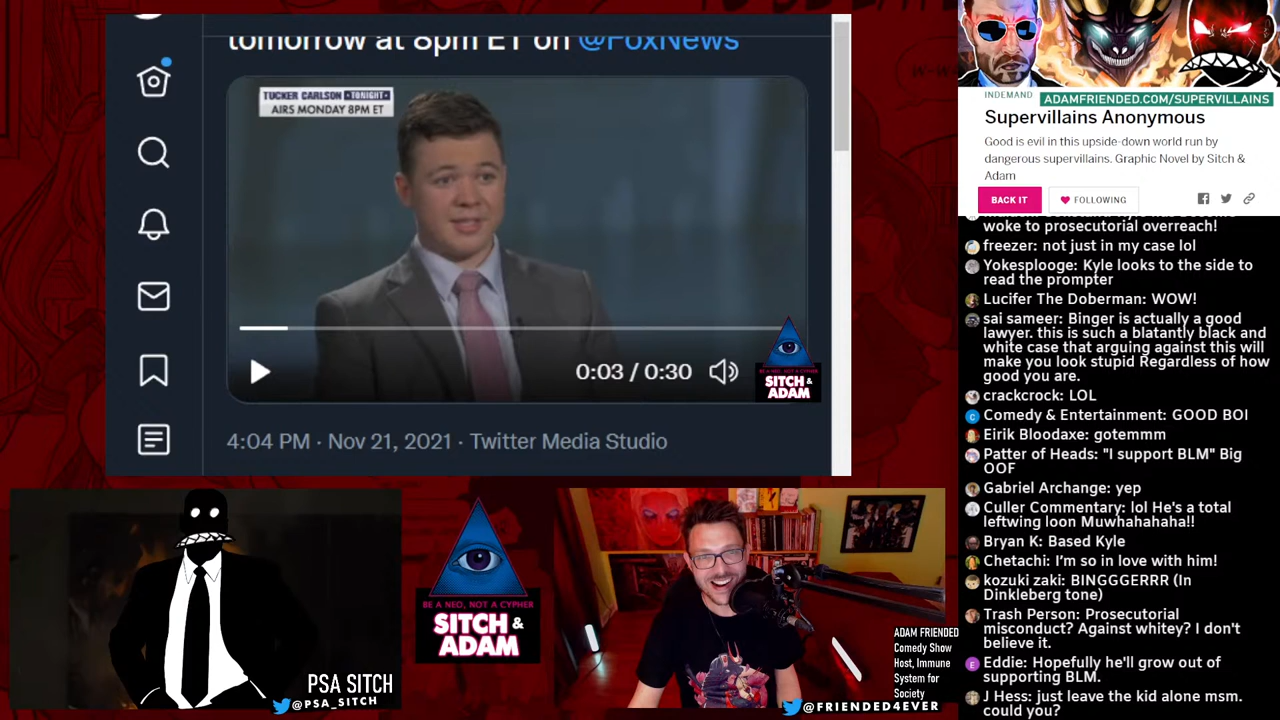 tomorrow at 8pm ET on @FoxNews
TUCKER CARLSON TONIGHT
AIRS MONDAY 8PM ET
0:03 / 0:30
SITCH &
ADAM
4:04 PM · Nov 21, 2021 · Twitter Media Studio
PSA SITCH
@PSA_SITCH
BE A NEO, NOT A CYPHER
SITCH &
ADAM
ADAM FRIENDED
Comedy Show
Host, Immune
System for
Society
@FRIENDED4EVER
INDEMAND
ADAMFRIENDED.COM/SUPERVILLAINS
Supervillains Anonymous
Good is evil in this upside-down world run by
dangerous supervillains. Graphic Novel by Sitch &
Adam
BACK IT
FOLLOWING
woke to prosecutorial overreach!
freezer: not just in my case lol
Yokesplooge: Kyle looks to the side to
read the prompter
Lucifer The Doberman: WOW!
sai sameer: Binger is actually a good
lawyer. this is such a blatantly black and
white case that arguing against this will
make you look stupid Regardless of how
good you are.
crackcrock: LOL
Comedy & Entertainment: GOOD BOI
Eirik Bloodaxe: gotemmm
Patter of Heads: "I support BLM" Big
OOF
Gabriel Archange: yep
Culler Commentary: lol He's a total
leftwing loon Muwhahahaha!!
Bryan K: Based Kyle
Chetachi: I'm so in love with him!
kozuki zaki: BINGGGERRR (In
Dinkleberg tone)
Trash Person: Prosecutorial
misconduct? Against whitey? I don't
believe it.
Eddie: Hopefully he'll grow out of
supporting BLM.
J Hess: just leave the kid alone msm.
could you?